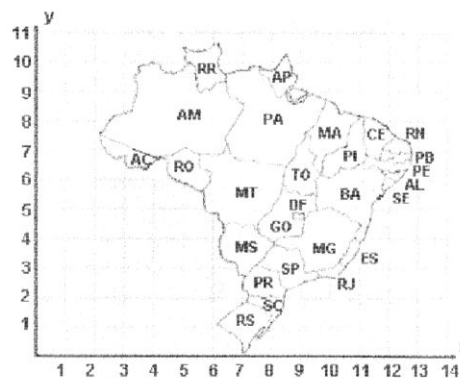 y
11
10
9
8
7
6
5
4
3
2
1
RR
AP
AM
PA
MA
CE
RN
PI
PB
PE
AC
RO
TO
AL
MT
BA
SE
DF
GO
MS
MG
ES
SP
PR
RJ
SC
RS
1 2 3 4 5 6 7 8 9 10 11 12 13 14